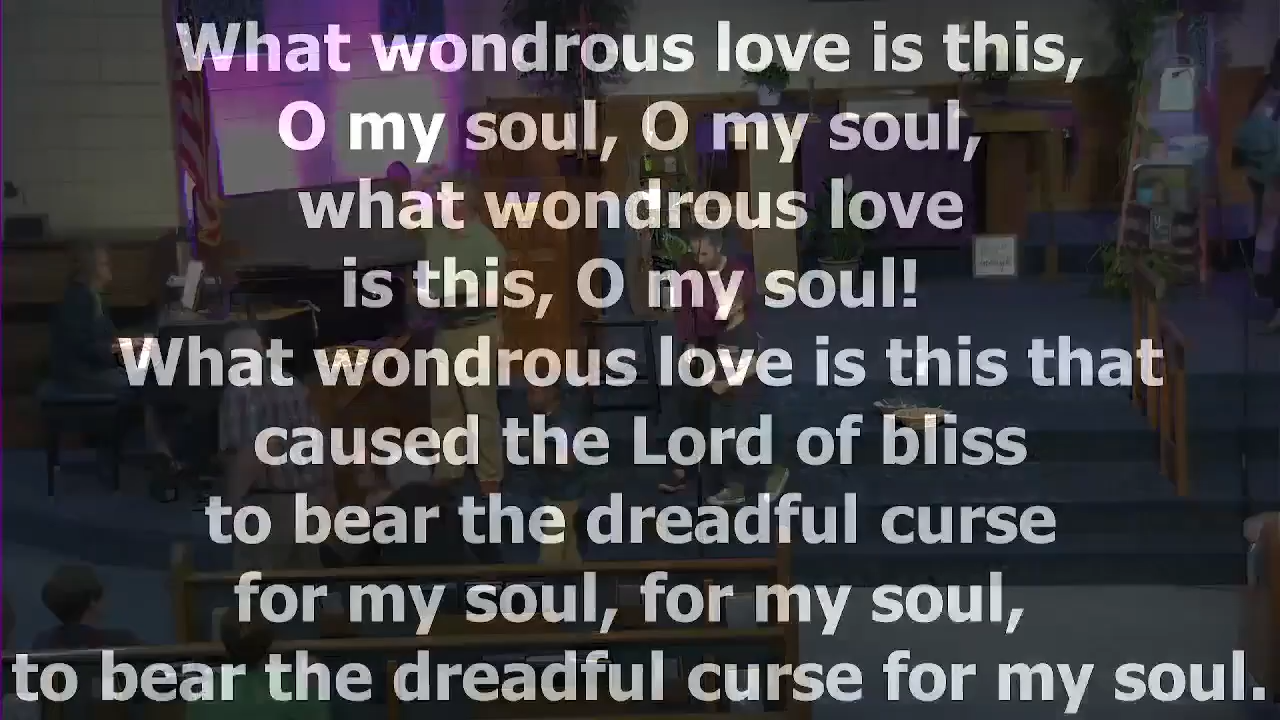 What wondrous love is this,
O my soul, O my soul,
what wondrous love
is this, O my soul!
What wondrous love is this that
caused the Lord of bliss
to bear the dreadful curse
for my soul, for my soul,
to bear the dreadful curse for my soul.